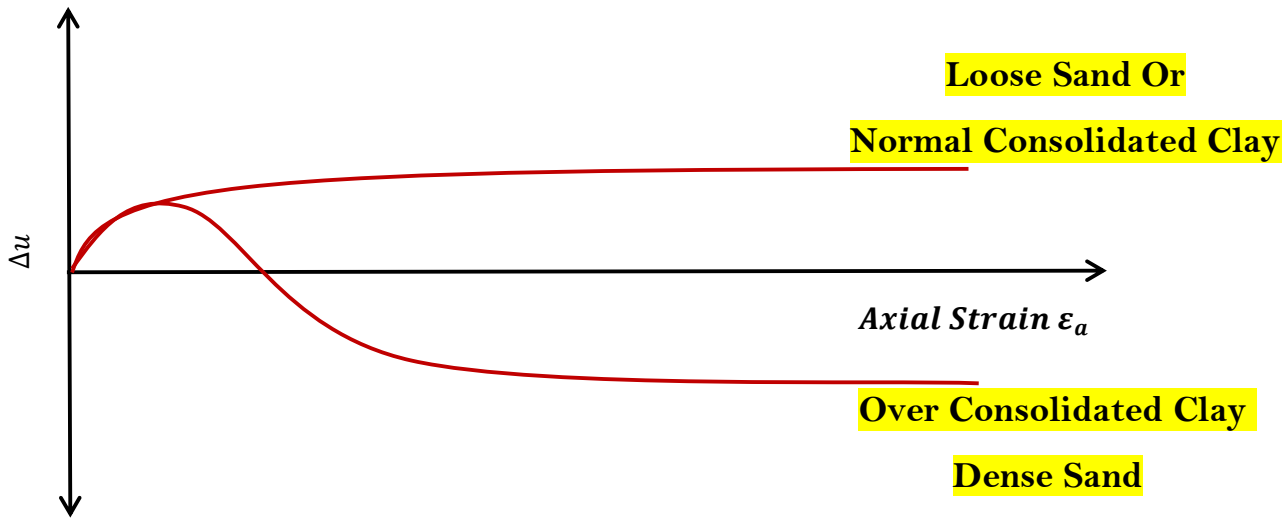 Loose Sand Or
Normal Consolidated Clay
Δu
Axial Strain εₐ
Over Consolidated Clay
Dense Sand